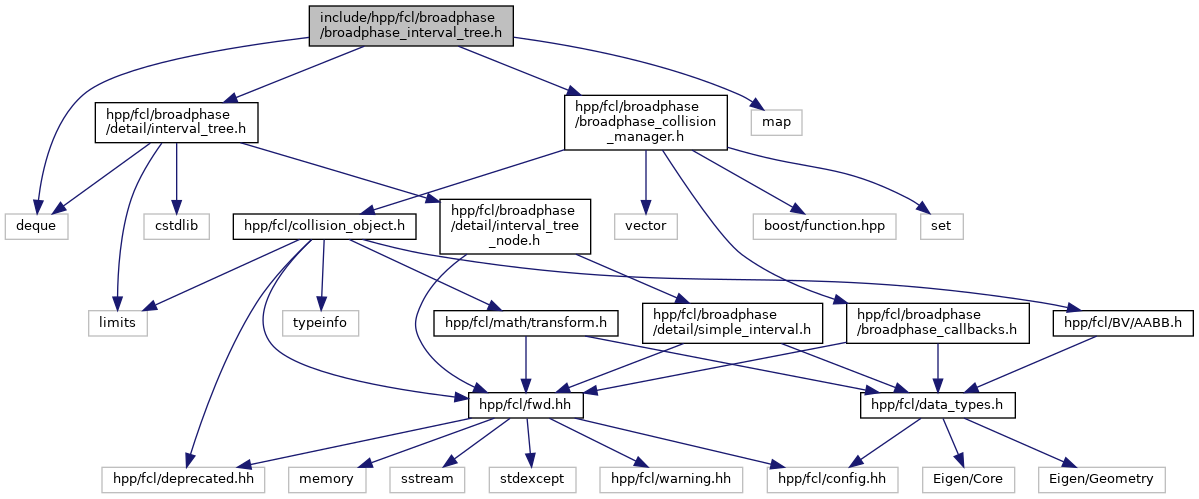 include/hpp/fcl/broadphase
/broadphase_interval_tree.h
hpp/fcl/broadphase
/detail/interval_tree.h
hpp/fcl/broadphase
/broadphase_collision
_manager.h
map
deque
cstdlib
hpp/fcl/collision_object.h
hpp/fcl/broadphase
/detail/interval_tree
_node.h
vector
boost/function.hpp
set
limits
typeinfo
hpp/fcl/math/transform.h
hpp/fcl/broadphase
/detail/simple_interval.h
hpp/fcl/broadphase
/broadphase_callbacks.h
hpp/fcl/BV/AABB.h
hpp/fcl/fwd.hh
hpp/fcl/data_types.h
hpp/fcl/deprecated.hh
memory
sstream
stdexcept
hpp/fcl/warning.hh
hpp/fcl/config.hh
Eigen/Core
Eigen/Geometry